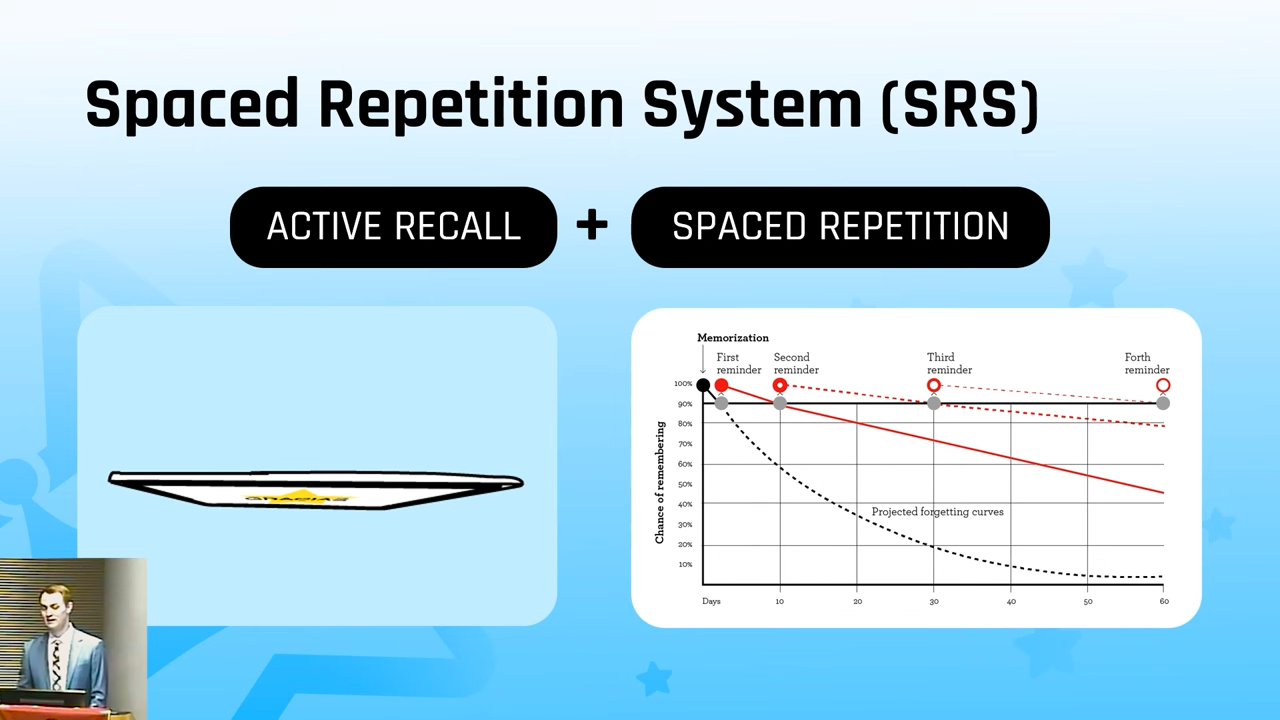 Spaced Repetition System (SRS)
ACTIVE RECALL + SPACED REPETITION
GRACIAS
Memorization
First reminder
Second reminder
Third reminder
Forth reminder
100%
90%
80%
70%
60%
50%
40%
30%
20%
10%
Chance of remembering
Projected forgetting curves
Days 10 20 30 40 50 60